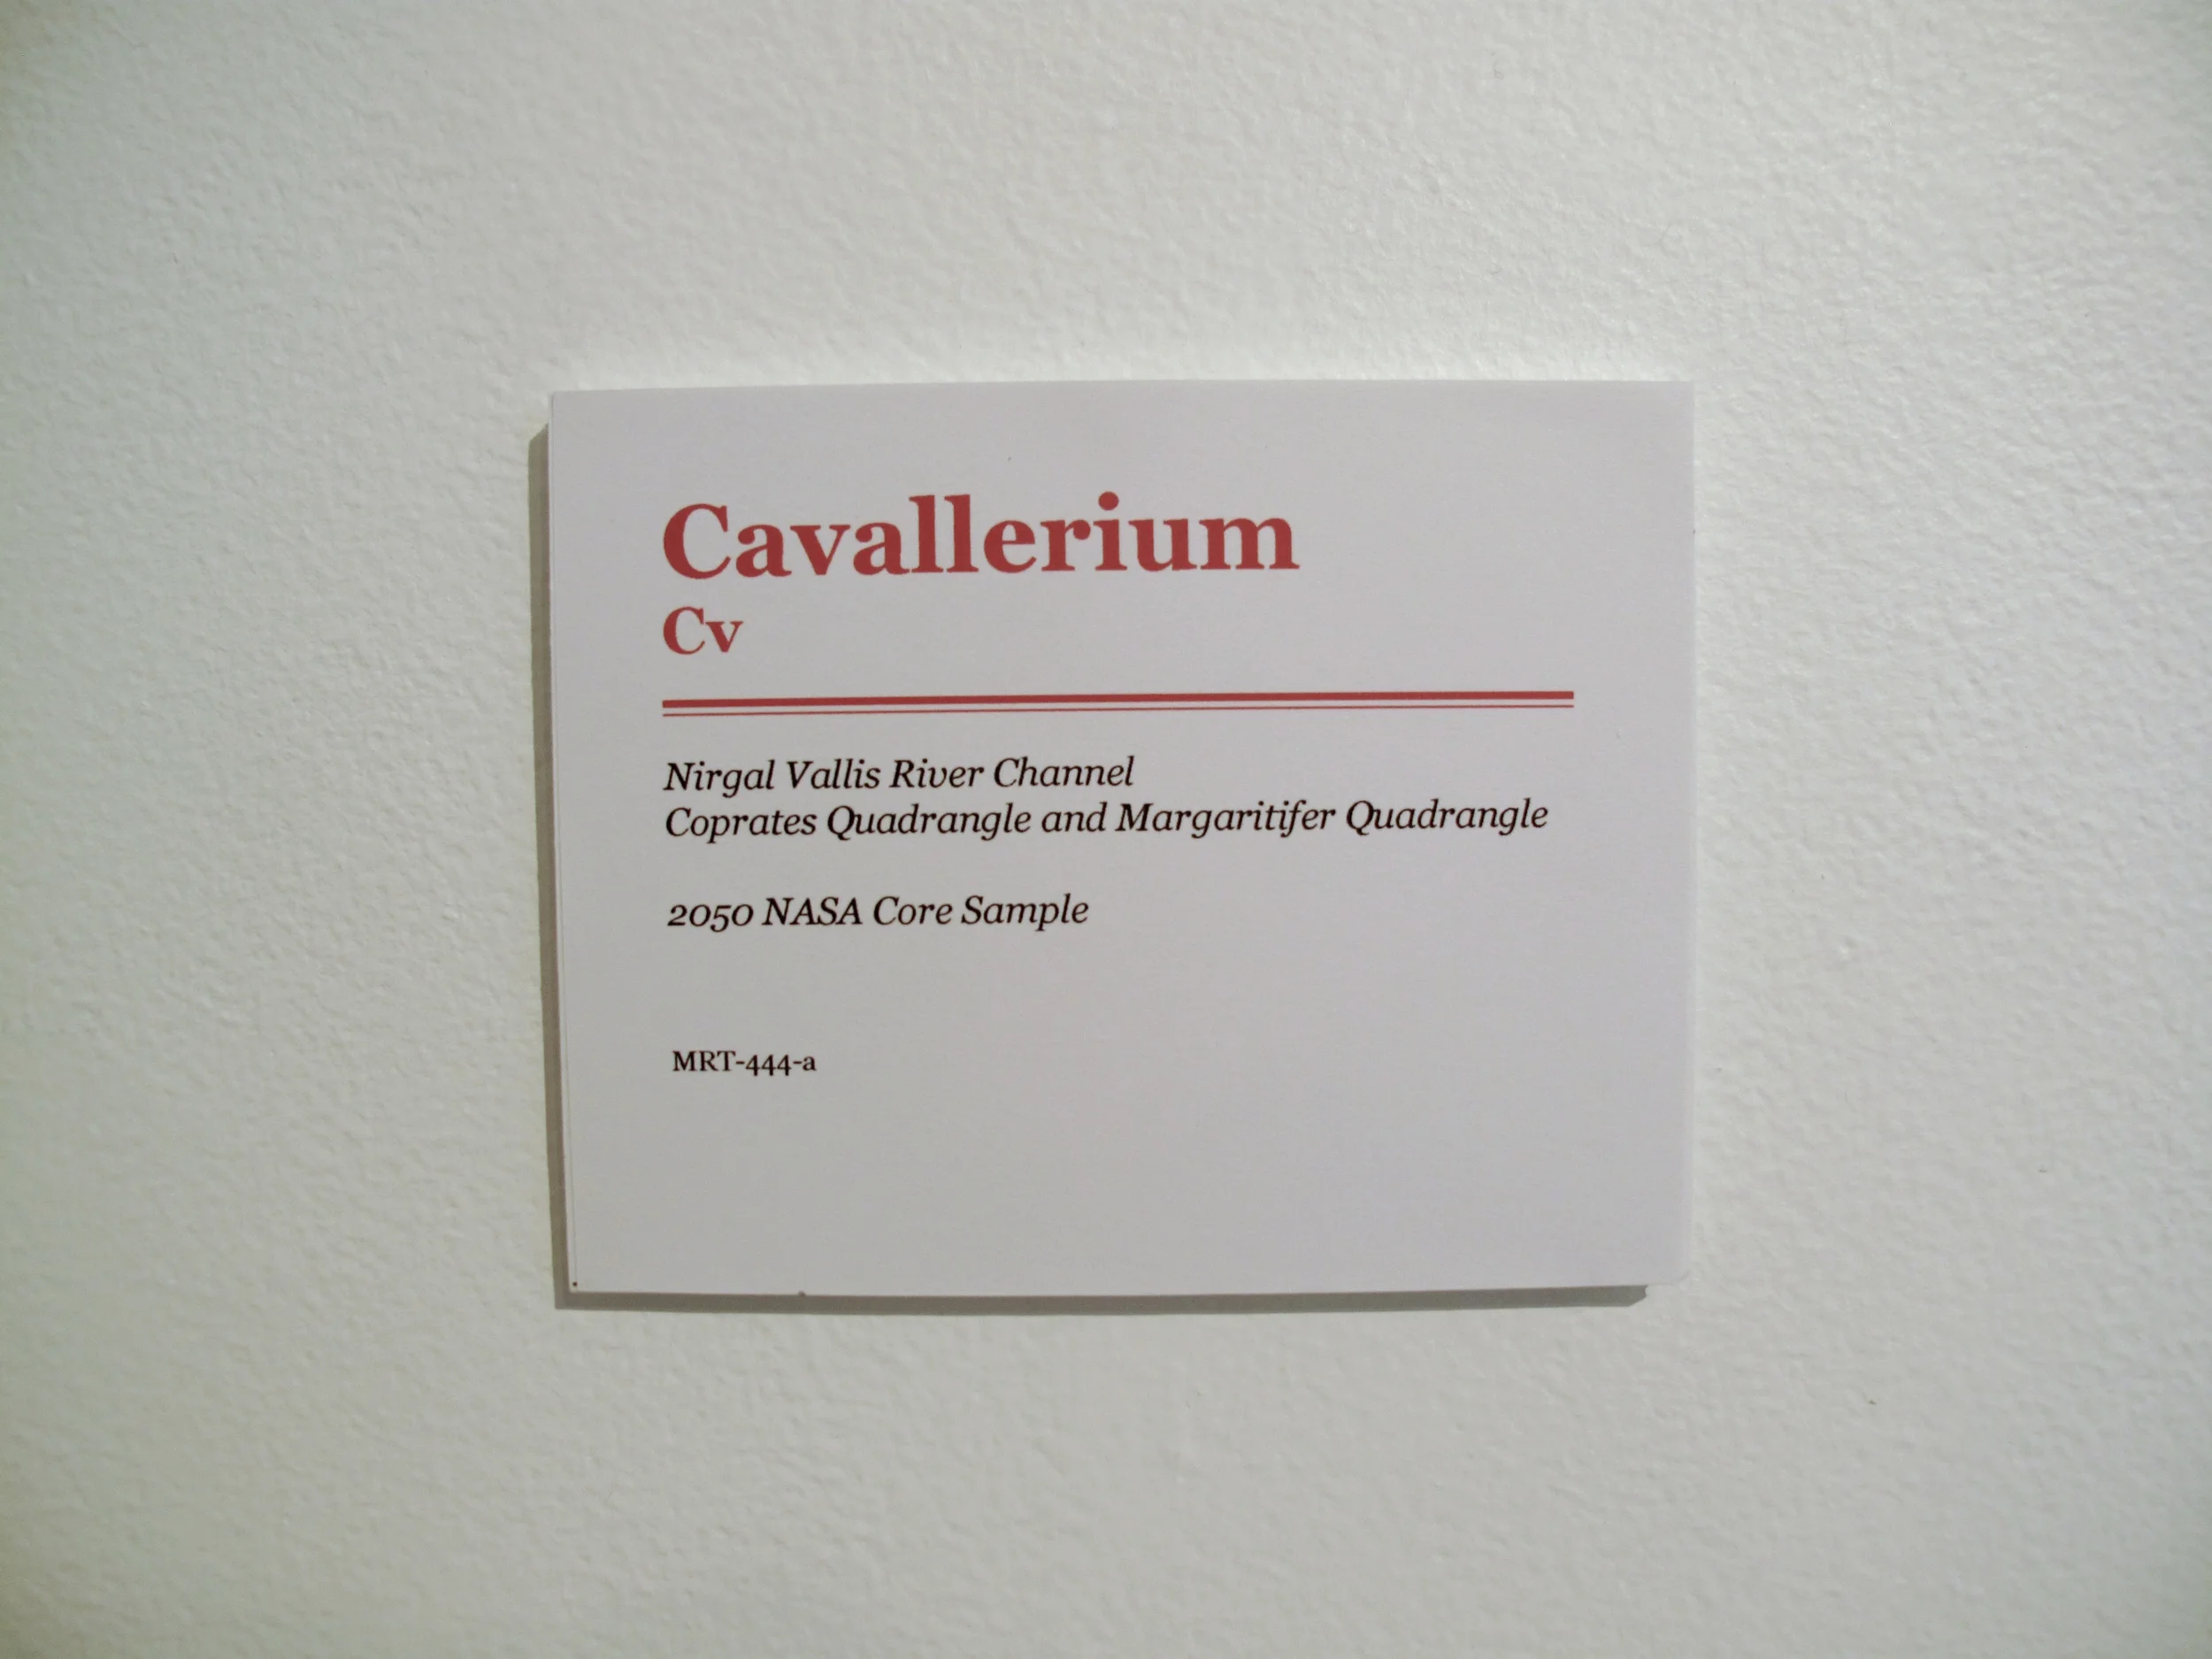 Cavallerium
Cv
Nirgal Vallis River Channel
Coprates Quadrangle and Margaritifer Quadrangle
2050 NASA Core Sample
MRT-444-a